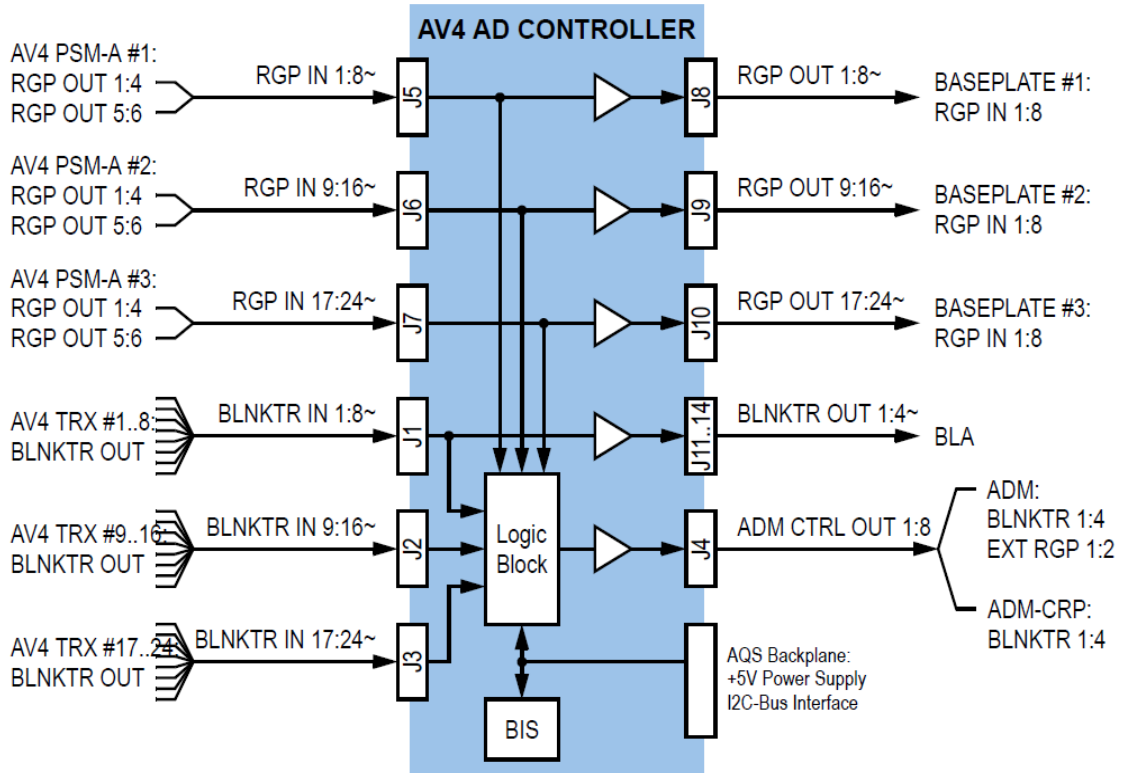 AV4 AD CONTROLLER
AV4 PSM-A #1:
RGP OUT 1:4
RGP OUT 5:6
RGP IN 1:8~
J5
J8
RGP OUT 1:8~
BASEPLATE #1:
RGP IN 1:8
AV4 PSM-A #2:
RGP OUT 1:4
RGP OUT 5:6
RGP IN 9:16~
J6
J9
RGP OUT 9:16~
BASEPLATE #2:
RGP IN 1:8
AV4 PSM-A #3:
RGP OUT 1:4
RGP OUT 5:6
RGP IN 17:24~
J7
J10
RGP OUT 17:24~
BASEPLATE #3:
RGP IN 1:8
AV4 TRX #1..8:
BLNKTR OUT
BLNKTR IN 1:8~
J1
J11..14
BLNKTR OUT 1:4~
BLA
AV4 TRX #9..16:
BLNKTR OUT
BLNKTR IN 9:16~
J2
Logic
Block
J4
ADM CTRL OUT 1:8
ADM:
BLNKTR 1:4
EXT RGP 1:2
ADM-CRP:
BLNKTR 1:4
AV4 TRX #17..24:
BLNKTR OUT
BLNKTR IN 17:24~
J3
BIS
AQS Backplane:
+5V Power Supply
I2C-Bus Interface